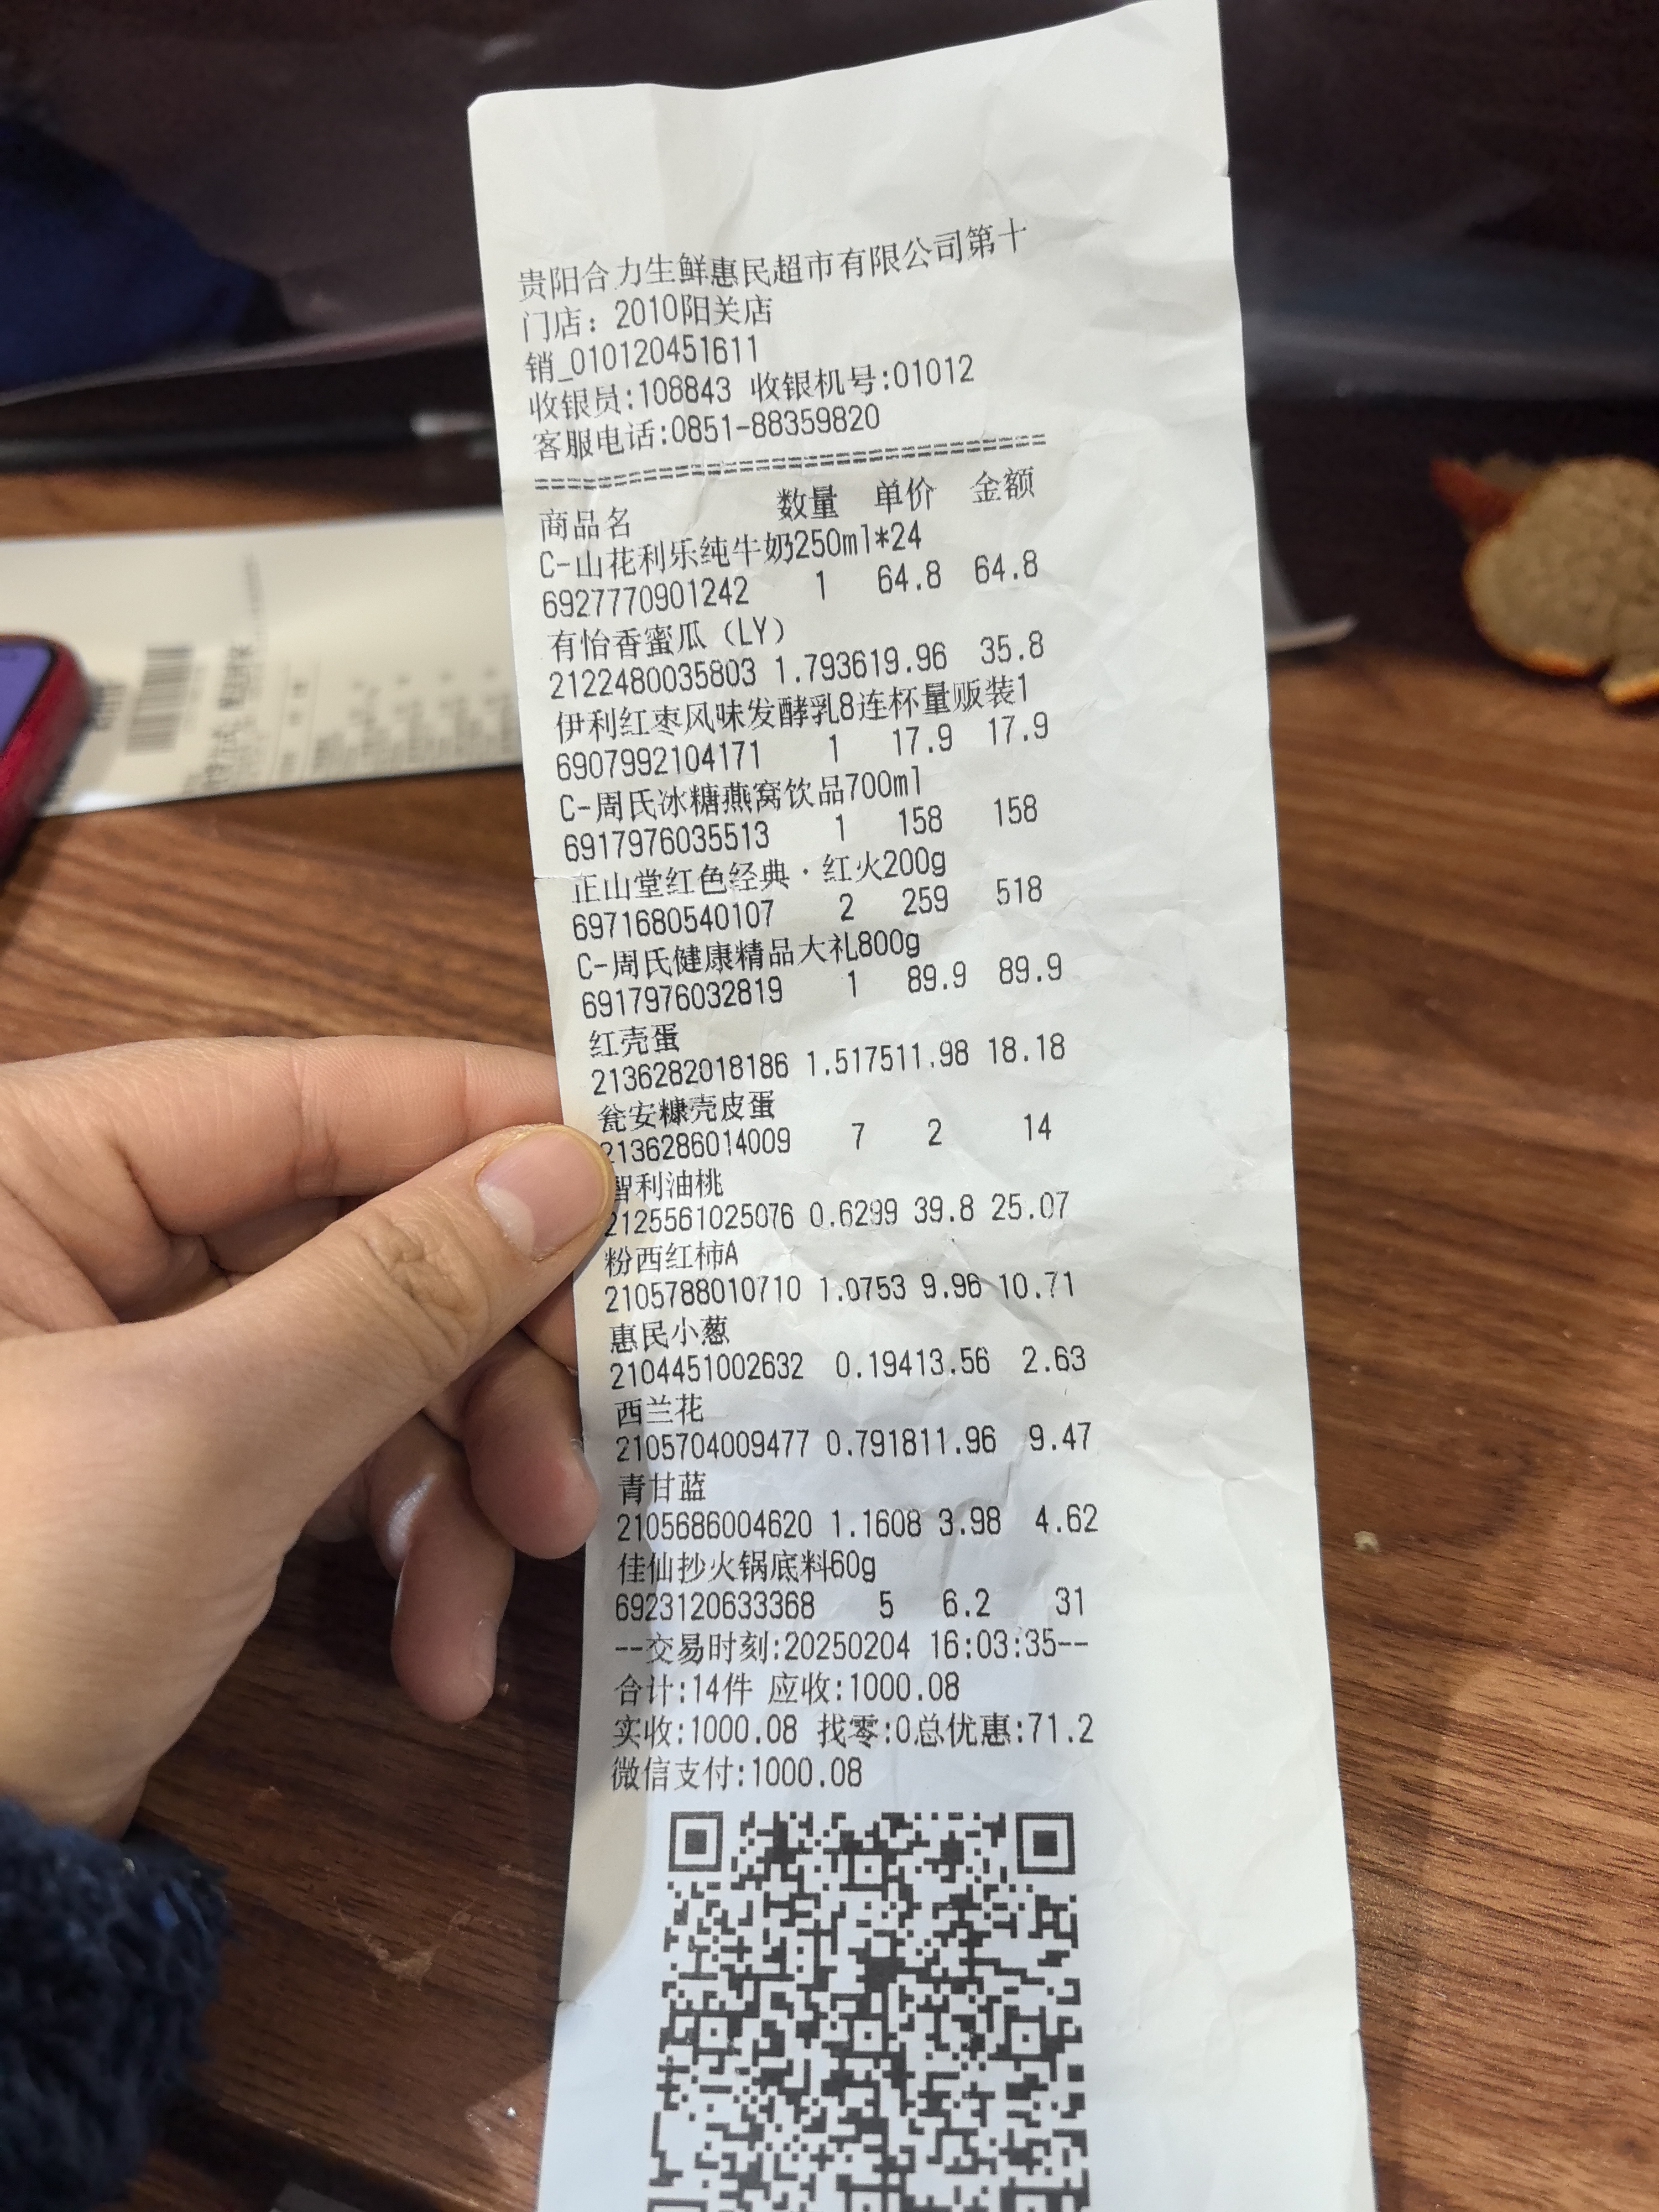 贵阳合力生鲜惠民超市有限公司第十
门店：2010阳关店
销_010120451611
收银员:108843 收银机号:01012
客服电话:0851-88359820
==================================
商品名 数量 单价 金额
C-山花利乐纯牛奶250ml*24
6927770901242 1 64.8 64.8
有怡香蜜瓜（LY）
2122480035803 1.793619.96 35.8
伊利红枣风味发酵乳8连杯量贩装1
6907992104171 1 17.9 17.9
C-周氏冰糖燕窝饮品700ml
6917976035513 1 158 158
正山堂红色经典·红火200g
6971680540107 2 259 518
C-周氏健康精品大礼800g
6917976032819 1 89.9 89.9
红壳蛋
2136282018186 1.517511.98 18.18
瓮安糠壳皮蛋
2136286014009 7 2 14
智利油桃
2125561025076 0.6299 39.8 25.07
粉西红柿A
2105788010710 1.0753 9.96 10.71
惠民小葱
2104451002632 0.19413.56 2.63
西兰花
2105704009477 0.791811.96 9.47
青甘蓝
2105686004620 1.1608 3.98 4.62
佳仙抄火锅底料60g
6923120633368 5 6.2 31
--交易时刻:20250204 16:03:35--
合计:14件 应收:1000.08
实收:1000.08 找零:0总优惠:71.2
微信支付:1000.08